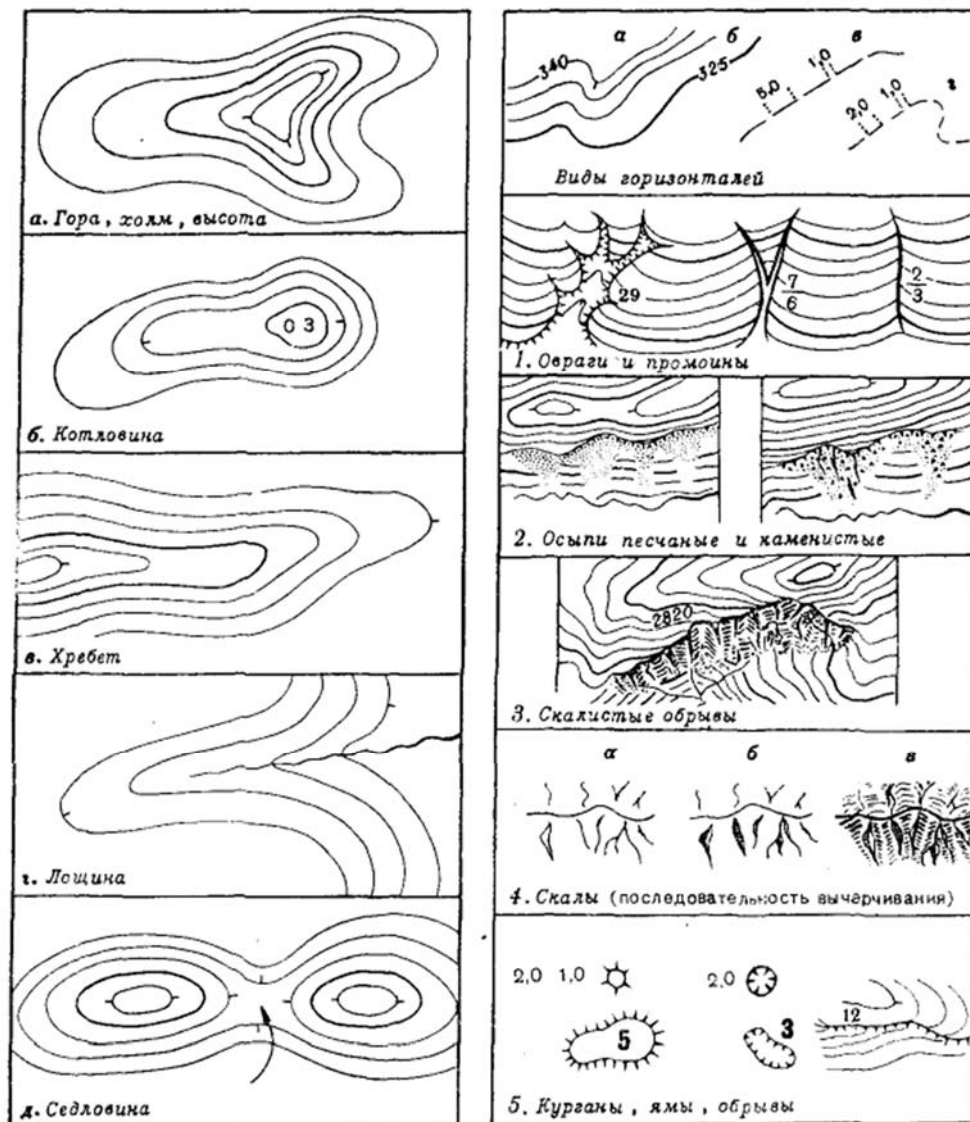 а. Гора, холм, высота
0 3
б. Котловина
в. Хребет
г. Лощина
д. Седловина
а б в г
340 325
5,0 1,0
2,0 1,0
Виды горизонталей
29 7/6 2/3
1. Овраги и промоины
2. Осыпи песчаные и каменистые
2820
3. Скалистые обрывы
а б в
4. Скалы (последовательность вычарчивания)
2,0 1,0 2,0
5 3 12
5. Курганы, ямы, обрывы